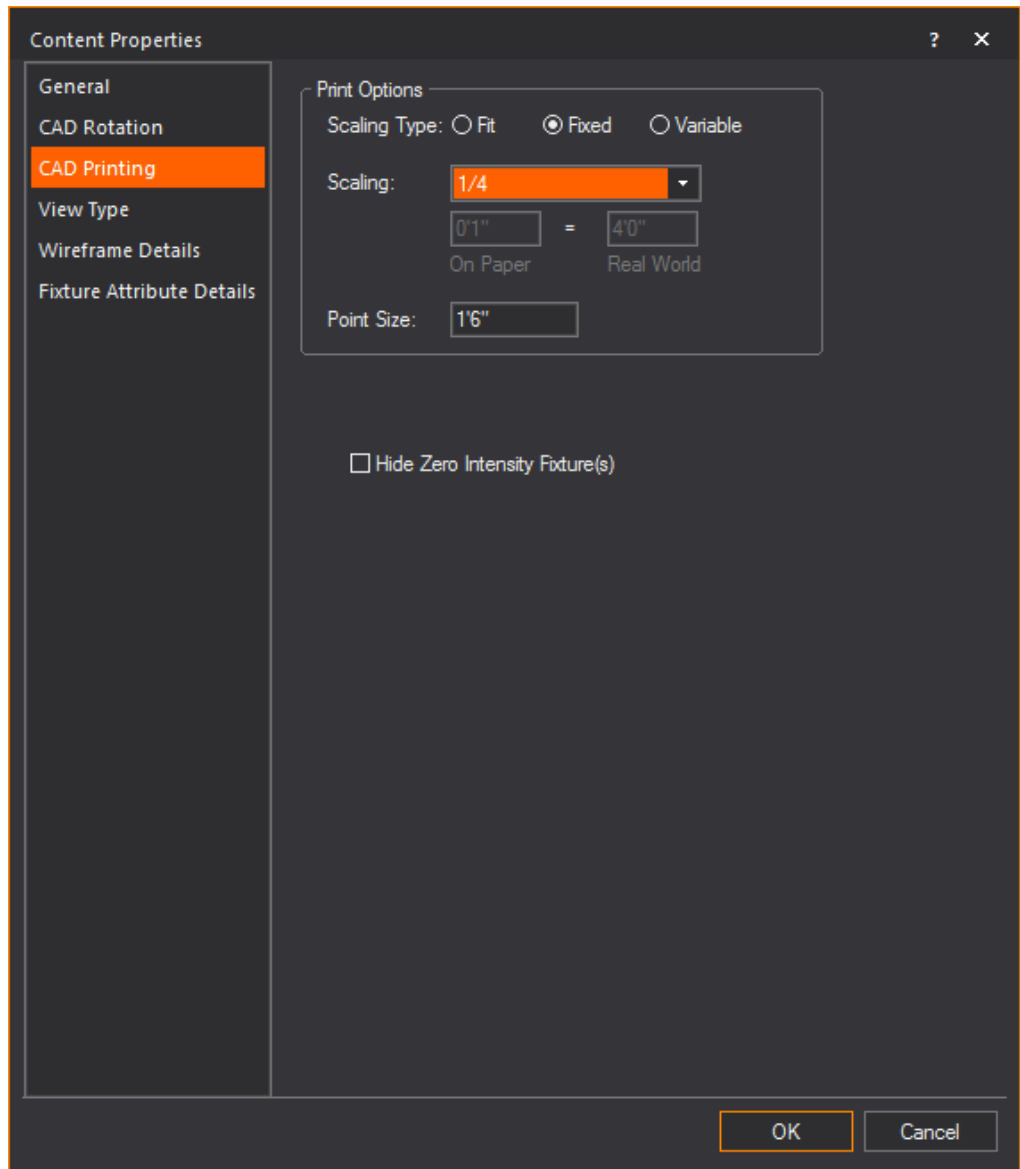 Content Properties ? ×
General
CAD Rotation
CAD Printing
View Type
Wireframe Details
Fixture Attribute Details
Print Options
Scaling Type: Fit Fixed Variable
Scaling: 1/4
0'1" = 4'0"
On Paper Real World
Point Size: 1'6"
Hide Zero Intensity Fixture(s)
OK Cancel